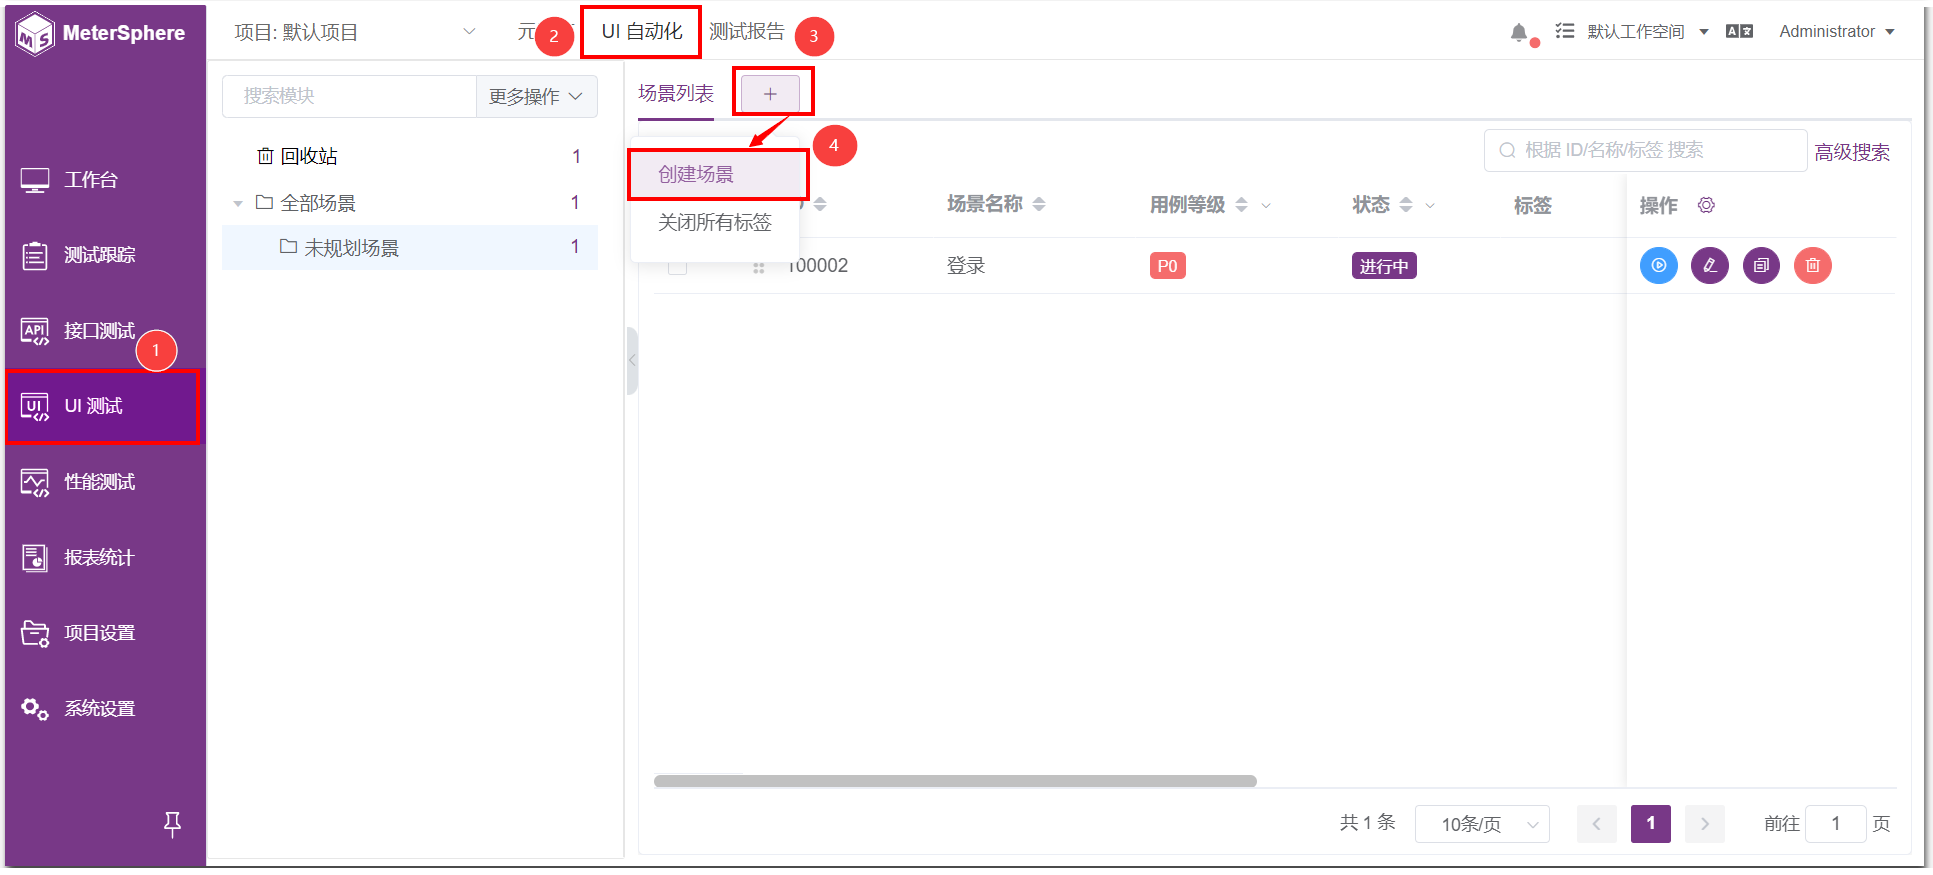 MeterSphere
项目: 默认项目
元
2
UI 自动化
测试报告
3
默认工作空间
Administrator
工作台
测试跟踪
API
接口测试
1
UI
UI 测试
性能测试
报表统计
项目设置
系统设置
搜索模块
更多操作
回收站
1
全部场景
1
未规划场景
1
场景列表
+
4
创建场景
关闭所有标签
根据 ID/名称/标签 搜索
高级搜索
场景名称
用例等级
状态
标签
操作
100002
登录
P0
进行中
共 1 条
10条/页
1
前往
1
页